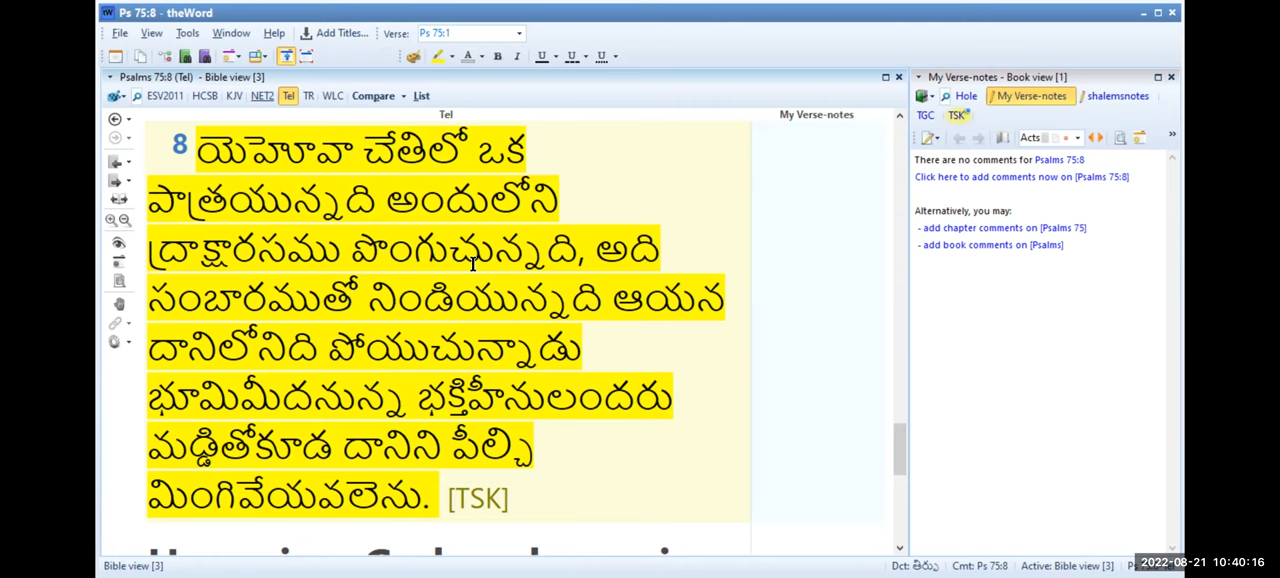 Ps 75:8 - theWord
File View Tools Window Help Add Titles... Verse: Ps 75:1
Psalms 75:8 (Tel) - Bible view [3]
ESV2011 HCSB KJV NET2 Tel TR WLC Compare List
Tel My Verse-notes
8 యెహెూవా చేతిలో ఒక
పాత్రయున్నది అందులోని
ద్రాక్షారసము పొంగుచున్నది, అది
సంబారముతో నిండియున్నది ఆయన
దానిలోనిది పోయుచున్నాడు
భూమిమీదనున్న భక్తిహీనులందరు
మడ్డితోకూడ దానిని పీల్చి
మింగివేయవలెను. [TSK]
My Verse-notes - Book view [1]
Hole My Verse-notes shalemsnotes
TGC TSK
Acts
There are no comments for Psalms 75:8
Click here to add comments now on [Psalms 75:8]
Alternatively, you may:
- add chapter comments on [Psalms 75]
- add book comments on [Psalms]
Bible view [3] Dct: తీర్పు Cmt: Ps 75:8 Active: Bible view [3]
2022-08-21 10:40:16